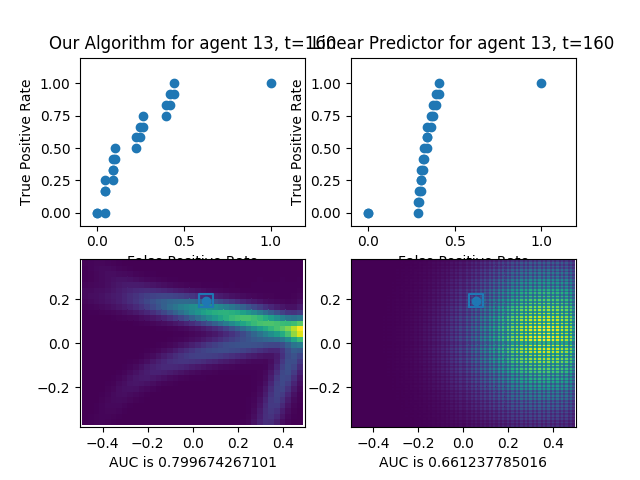 Our Algorithm for agent 13, t=160
Linear Predictor for agent 13, t=160
True Positive Rate
1.00
0.75
0.50
0.25
0.00
0.0 0.5 1.0
False Positive Rate
True Positive Rate
1.00
0.75
0.50
0.25
0.00
0.0 0.5 1.0
False Positive Rate
0.2
0.0
−0.2
−0.4 −0.2 0.0 0.2 0.4
AUC is 0.799674267101
0.2
0.0
−0.2
−0.4 −0.2 0.0 0.2 0.4
AUC is 0.661237785016